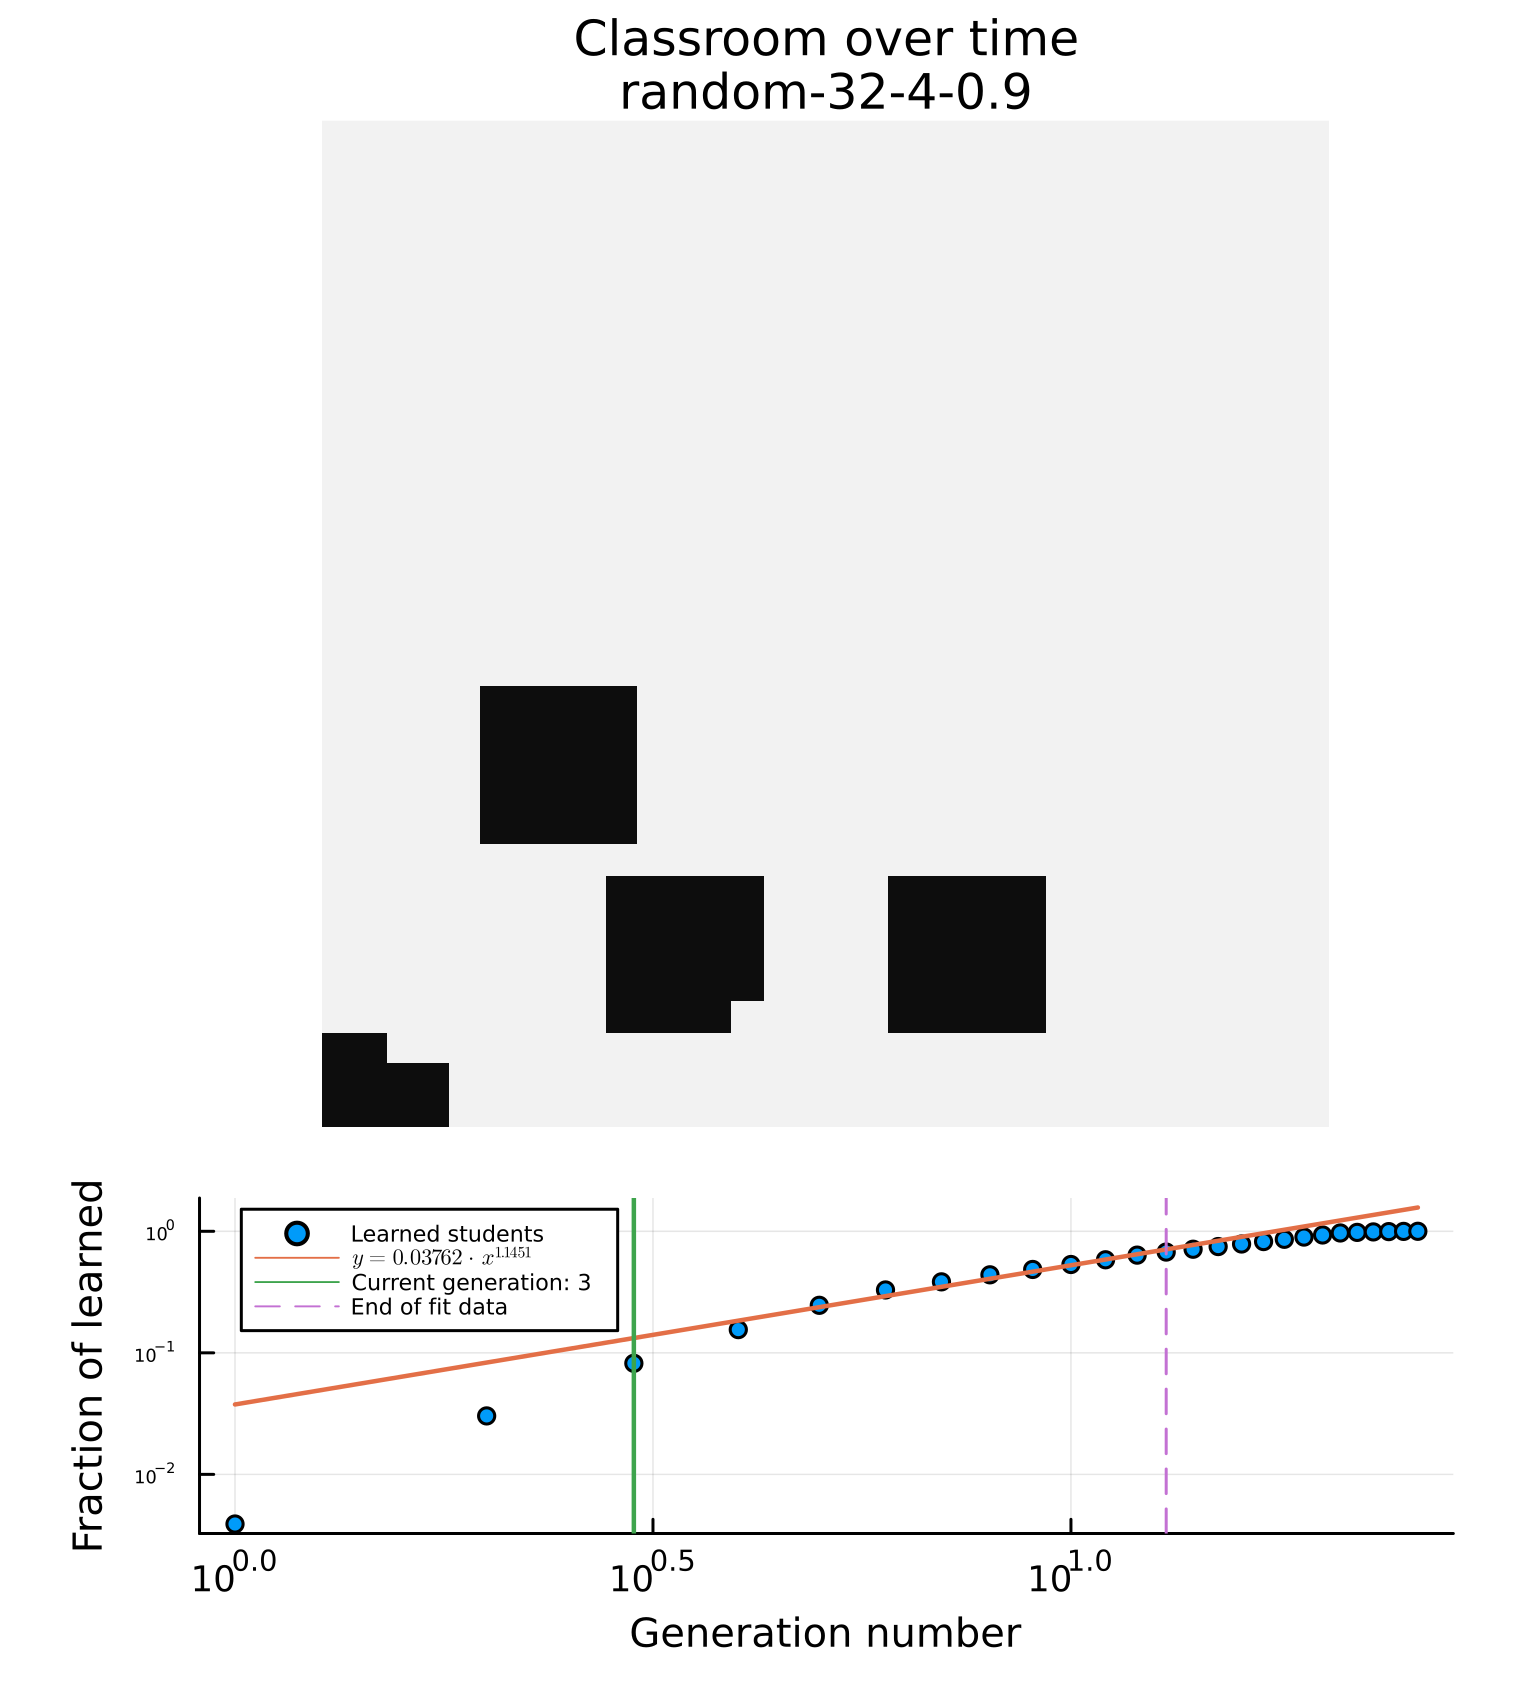 Classroom over time
random-32-4-0.9
Fraction of learned
10⁰
10⁻¹
10⁻²
Learned students
y = 0.03762 · x^1.1451
Current generation: 3
End of fit data
10^0.0
10^0.5
10^1.0
Generation number